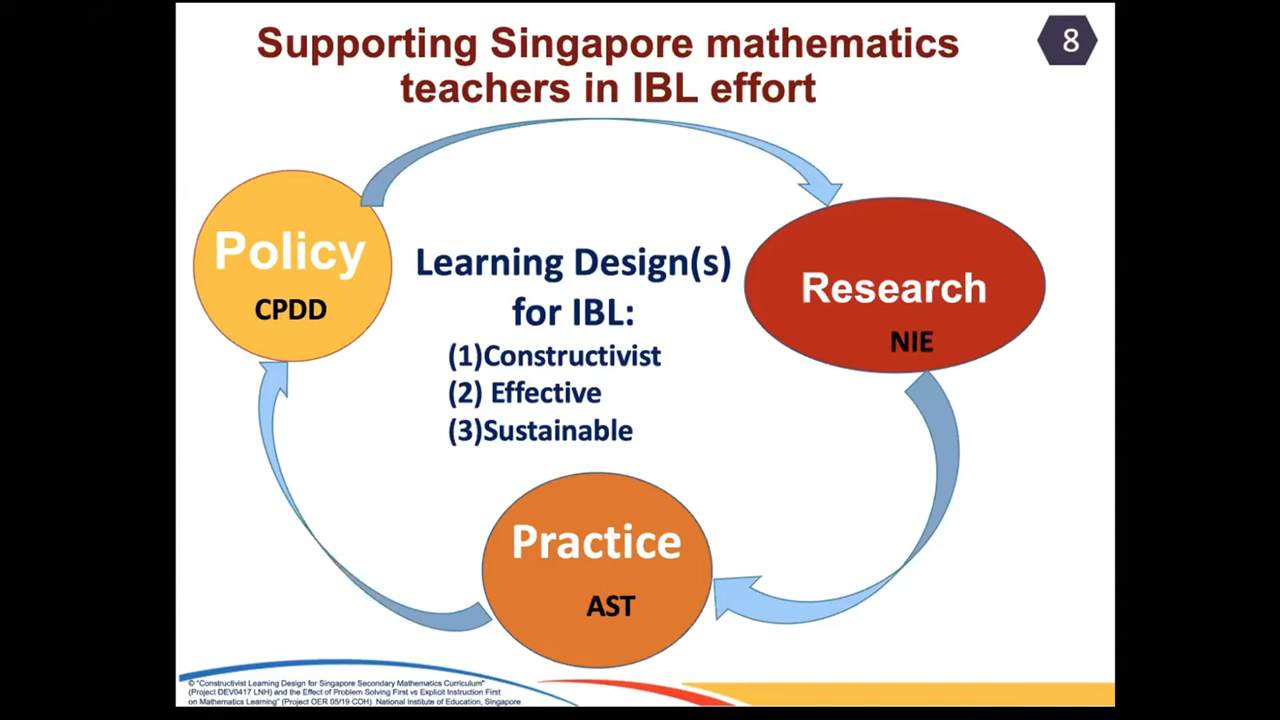 Supporting Singapore mathematics
teachers in IBL effort
8
Policy
CPDD
Learning Design(s)
for IBL:
(1)Constructivist
(2) Effective
(3)Sustainable
Research
NIE
Practice
AST
© "Constructivist Learning Design for Singapore Secondary Mathematics Curriculum"
(Project DEV0417 LNH) and the Effect of Problem Solving First vs Explicit Instruction First
on Mathematics Learning" (Project OER 05/19 COH) National Institute of Education, Singapore.